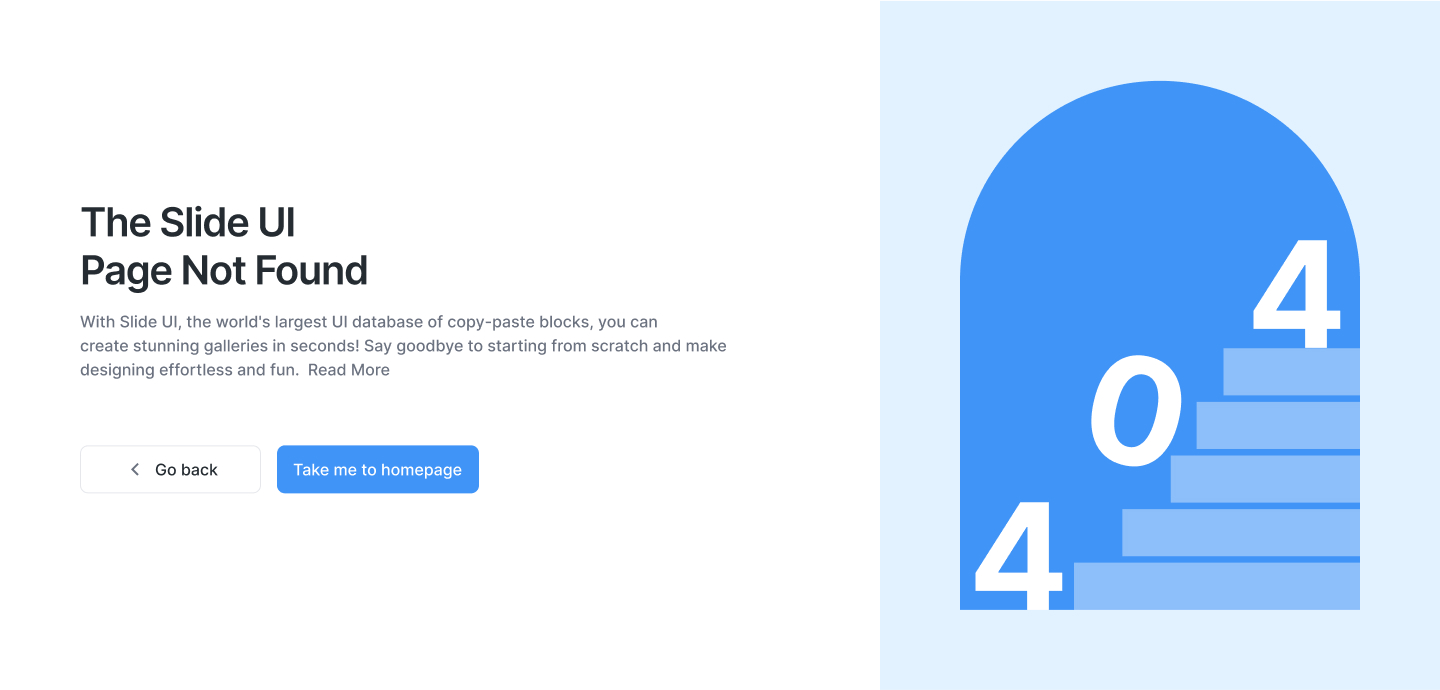 The Slide UI
Page Not Found
With Slide UI, the world's largest UI database of copy-paste blocks, you can
create stunning galleries in seconds! Say goodbye to starting from scratch and make
designing effortless and fun.  Read More
Go back
Take me to homepage
4
0
4